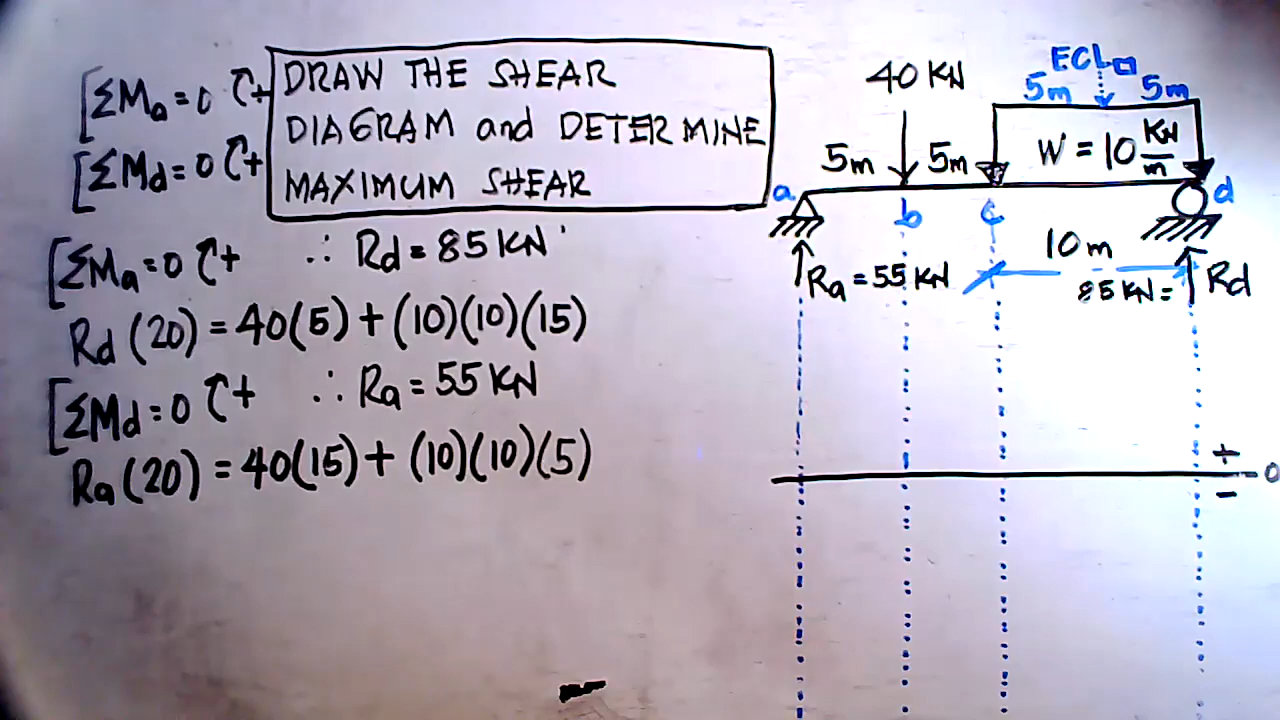 [ΣMa = 0 ↻+
[ΣMd = 0 ↻+
DRAW THE SHEAR
DIAGRAM and DETERMINE
MAXIMUM SHEAR
[ΣMa = 0 ↻+ ∴ Rd = 85 KN
Rd (20) = 40(5) + (10)(10)(15)
[ΣMd = 0 ↻+ ∴ Ra = 55 KN
Ra (20) = 40(15) + (10)(10)(5)
40 KN
ECL
5m 5m
5m 5m W = 10 KN/m
a b c d
10 m
Ra = 55 KN
85 KN = Rd
+
0
−